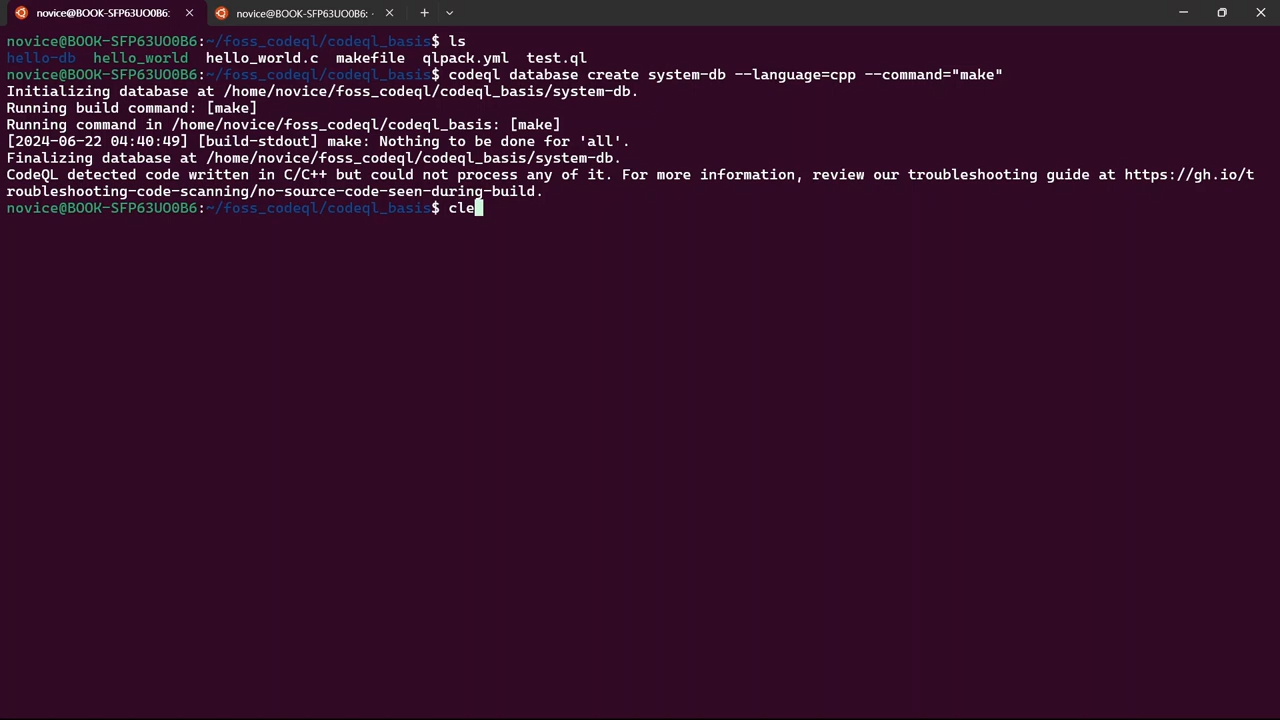 novice@BOOK-SFP63UO0B6: novice@BOOK-SFP63UO0B6: -
novice@BOOK-SFP63UO0B6:~/foss_codeql/codeql_basis$ ls
hello-db hello_world hello_world.c makefile qlpack.yml test.ql
novice@BOOK-SFP63UO0B6:~/foss_codeql/codeql_basis$ codeql database create system-db --language=cpp --command="make"
Initializing database at /home/novice/foss_codeql/codeql_basis/system-db.
Running build command: [make]
Running command in /home/novice/foss_codeql/codeql_basis: [make]
[2024-06-22 04:40:49] [build-stdout] make: Nothing to be done for 'all'.
Finalizing database at /home/novice/foss_codeql/codeql_basis/system-db.
CodeQL detected code written in C/C++ but could not process any of it. For more information, review our troubleshooting guide at https://gh.io/t
roubleshooting-code-scanning/no-source-code-seen-during-build.
novice@BOOK-SFP63UO0B6:~/foss_codeql/codeql_basis$ cle